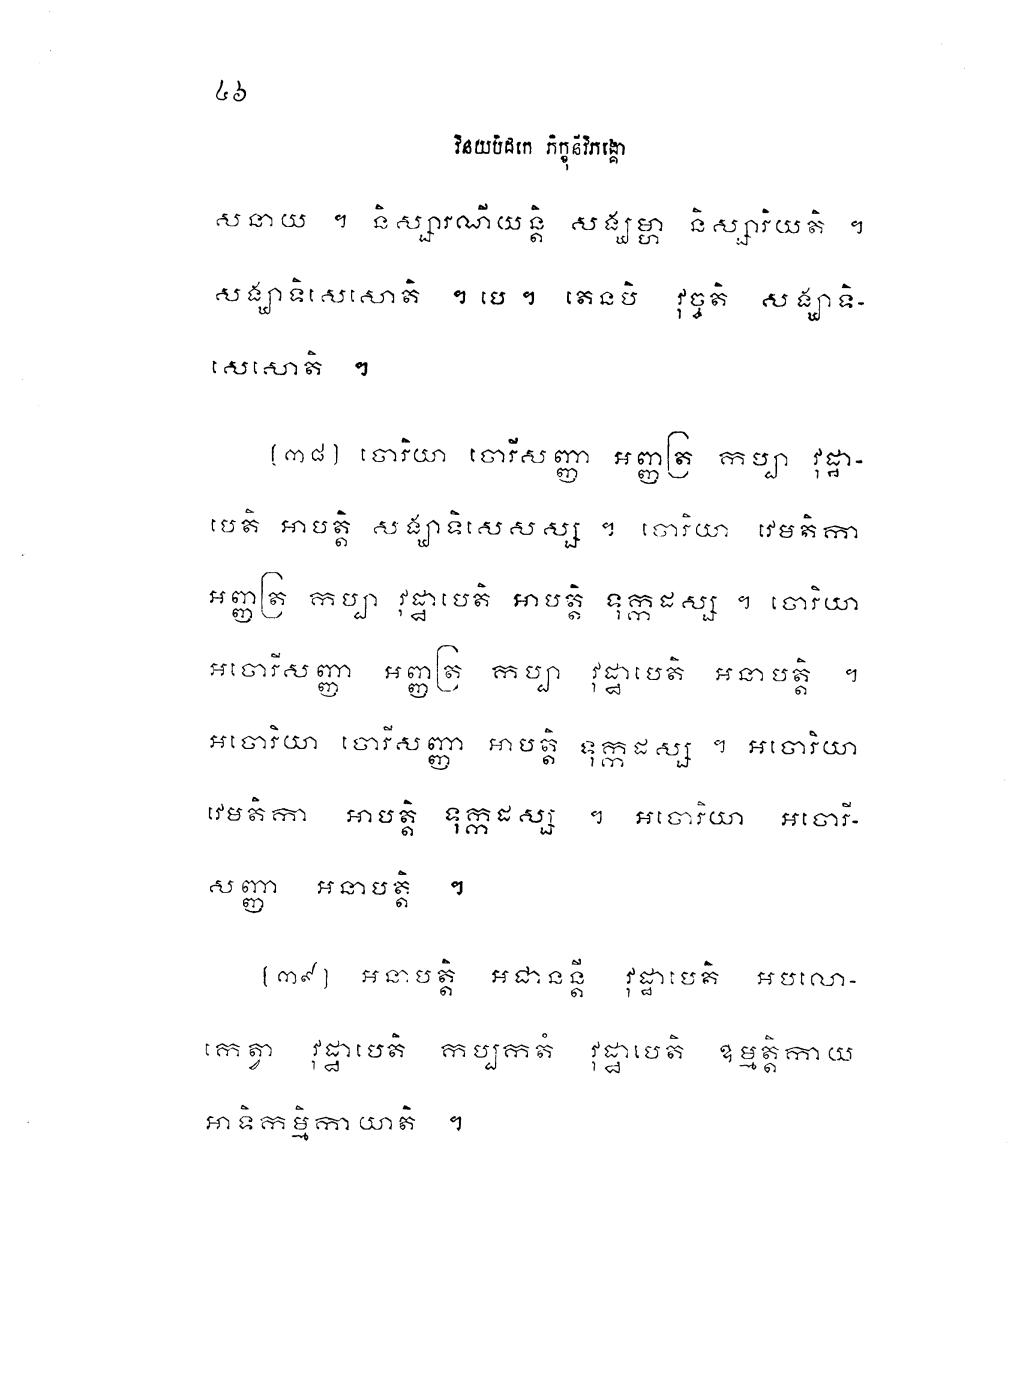 ៤៦
វិនយបិដកេ ភិក្ខុនីវិភង្គោ
សនាយ ។ និស្សារណីយន្តិ សង្ឃម្ហា និស្សារិយតិ ។
សង្ឃាទិសេសោតិ ។ បេ ។ តេនបិ វុច្ចតិ សង្ឃាទិ-
សេសោតិ ។
(៣៨) ចោរិយា ចោរីសញ្ញា អញ្ញត្រ កប្បា វុដ្ឋា-
បេតិ អាបត្តិ សង្ឃាទិសេសស្ស ។ ចោរិយា វេមតិកា
អញ្ញត្រ កប្បា វុដ្ឋាបេតិ អាបត្តិ ទុក្កដស្ស ។ ចោរិយា
អចោរីសញ្ញា អញ្ញត្រ កប្បា វុដ្ឋាបេតិ អនាបត្តិ ។
អចោរិយា ចោរីសញ្ញា អាបត្តិ ទុក្កដស្ស ។ អចោរិយា
វេមតិកា អាបត្តិ ទុក្កដស្ស ។ អចោរិយា អចោរី-
សញ្ញា អនាបត្តិ ។
(៣៩) អនាបត្តិ អជានន្តី វុដ្ឋាបេតិ អបលោ-
កេត្វា វុដ្ឋាបេតិ កប្បកតំ វុដ្ឋាបេតិ ឧម្មត្តិកាយ
អាទិកម្មិកាយាតិ ។